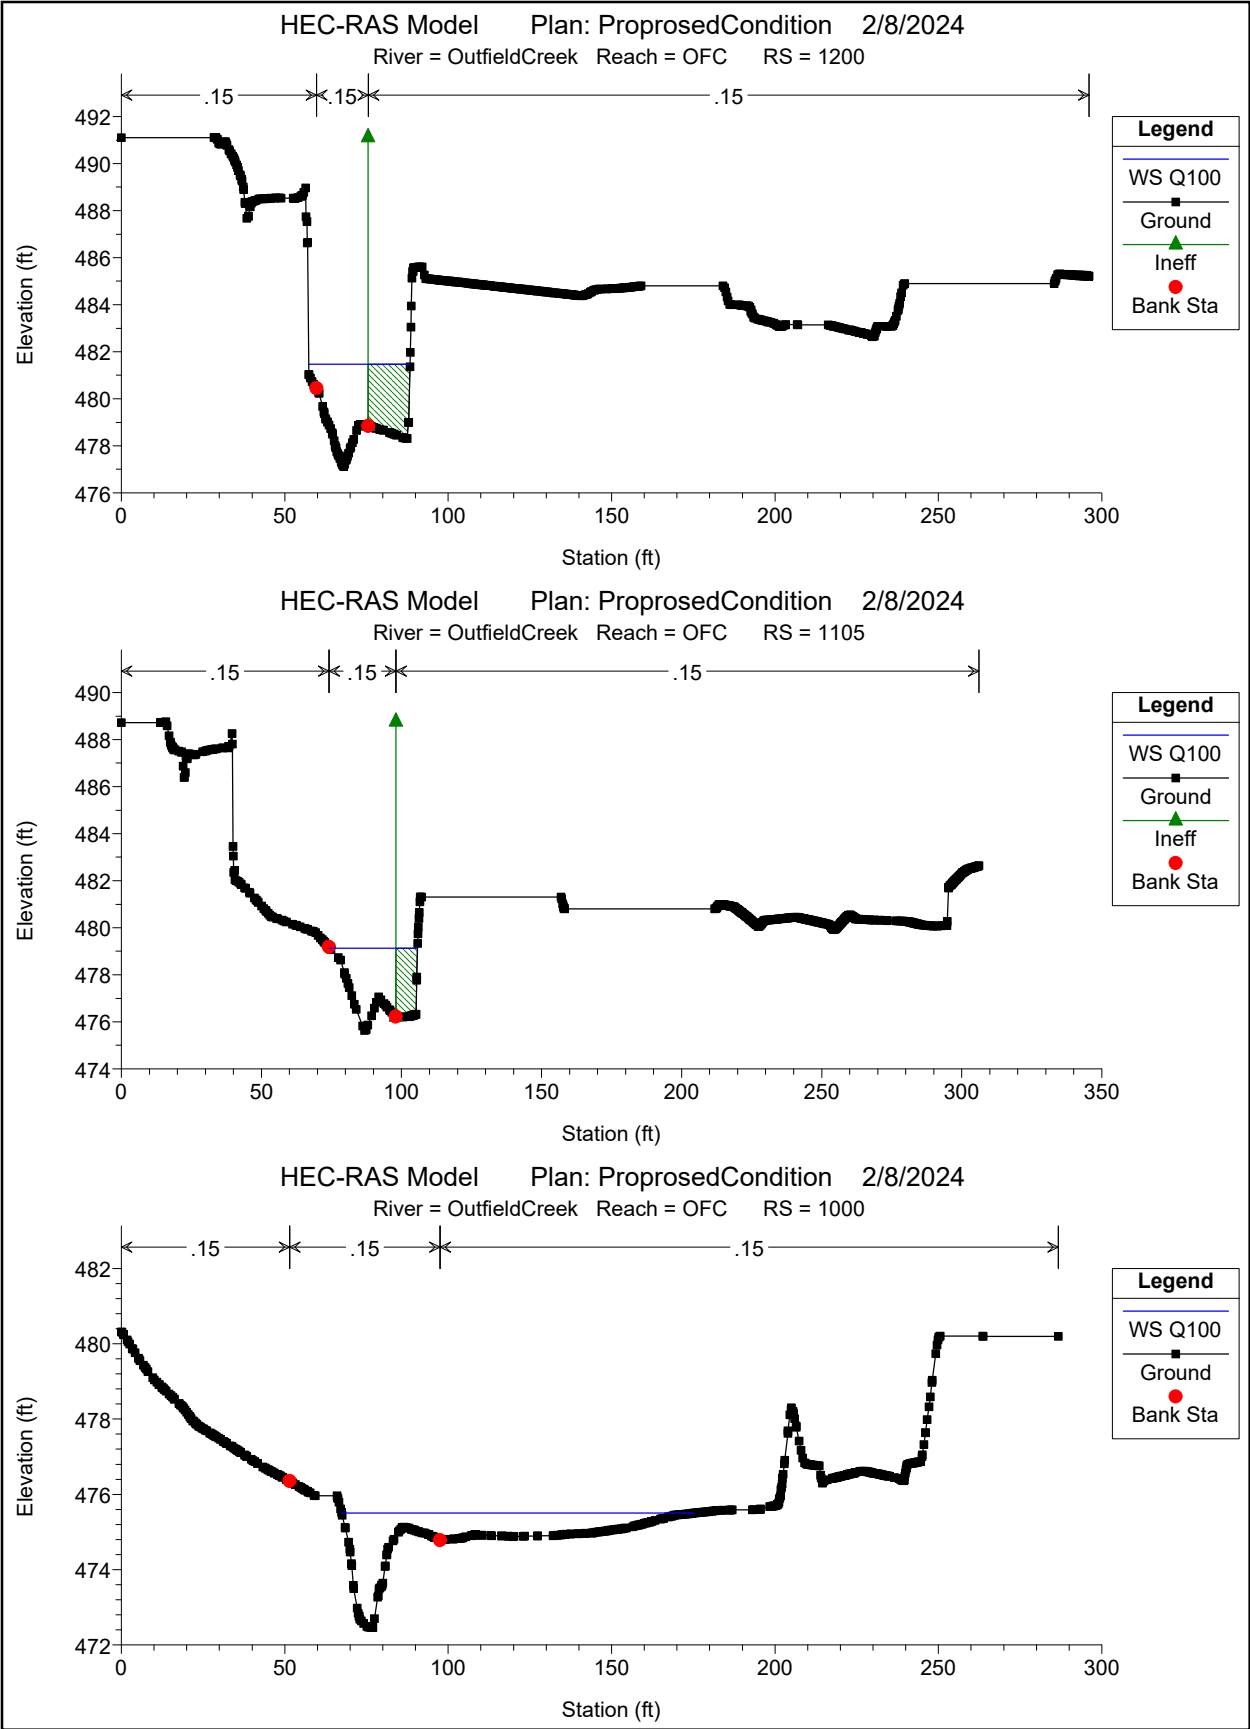 HEC-RAS Model Plan: ProprosedCondition 2/8/2024
River = OutfieldCreek Reach = OFC RS = 1200
.15 .15 .15
492
490
488
486
484
482
480
478
476
0 50 100 150 200 250 300
Elevation (ft)
Station (ft)
Legend
WS Q100
Ground
Ineff
Bank Sta
HEC-RAS Model Plan: ProprosedCondition 2/8/2024
River = OutfieldCreek Reach = OFC RS = 1105
.15 .15 .15
490
488
486
484
482
480
478
476
474
0 50 100 150 200 250 300 350
Elevation (ft)
Station (ft)
Legend
WS Q100
Ground
Ineff
Bank Sta
HEC-RAS Model Plan: ProprosedCondition 2/8/2024
River = OutfieldCreek Reach = OFC RS = 1000
.15 .15 .15
482
480
478
476
474
472
0 50 100 150 200 250 300
Elevation (ft)
Station (ft)
Legend
WS Q100
Ground
Bank Sta